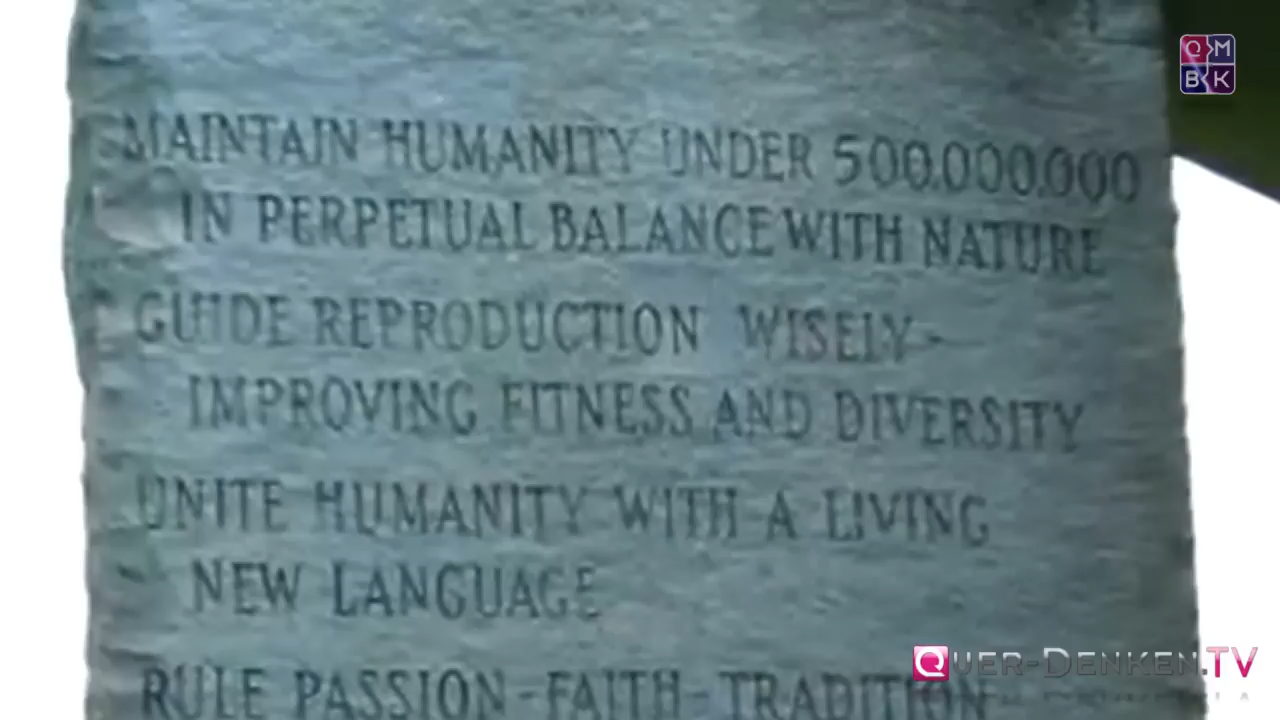 MAINTAIN HUMANITY UNDER 500.000.000
IN PERPETUAL BALANCE WITH NATURE
GUIDE REPRODUCTION WISELY -
IMPROVING FITNESS AND DIVERSITY
UNITE HUMANITY WITH A LIVING
NEW LANGUAGE
RULE PASSION - FAITH - TRADITION
Q M
B K
QUER-DENKEN.TV